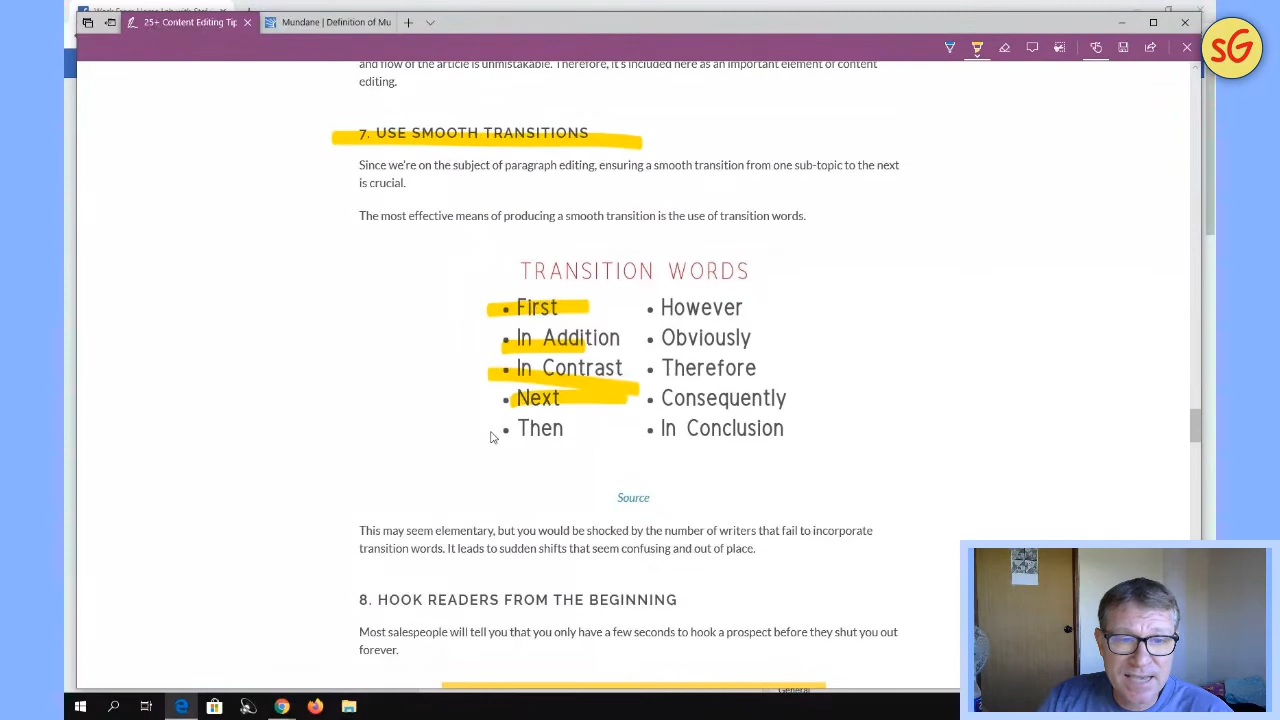 25+ Content Editing Tip
Mundane | Definition of Mu
SG
and flow of the article is unmistakable. Therefore, it's included here as an important element of content
editing.
7. USE SMOOTH TRANSITIONS
Since we're on the subject of paragraph editing, ensuring a smooth transition from one sub-topic to the next
is crucial.
The most effective means of producing a smooth transition is the use of transition words.
TRANSITION WORDS
• First
• In Addition
• In Contrast
• Next
• Then
• However
• Obviously
• Therefore
• Consequently
• In Conclusion
Source
This may seem elementary, but you would be shocked by the number of writers that fail to incorporate
transition words. It leads to sudden shifts that seem confusing and out of place.
8. HOOK READERS FROM THE BEGINNING
Most salespeople will tell you that you only have a few seconds to hook a prospect before they shut you out
forever.
General